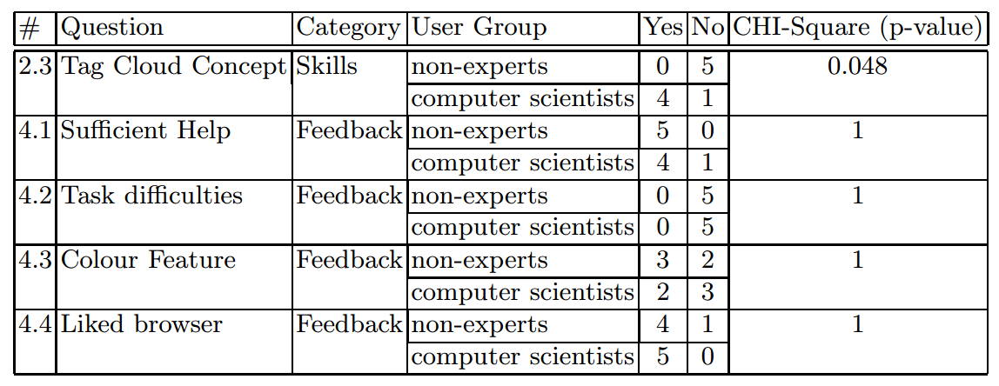 # Question Category User Group Yes No CHI-Square (p-value)
2.3 Tag Cloud Concept Skills non-experts 0 5 0.048
computer scientists 4 1
4.1 Sufficient Help Feedback non-experts 5 0 1
computer scientists 4 1
4.2 Task difficulties Feedback non-experts 0 5 1
computer scientists 0 5
4.3 Colour Feature Feedback non-experts 3 2 1
computer scientists 2 3
4.4 Liked browser Feedback non-experts 4 1 1
computer scientists 5 0